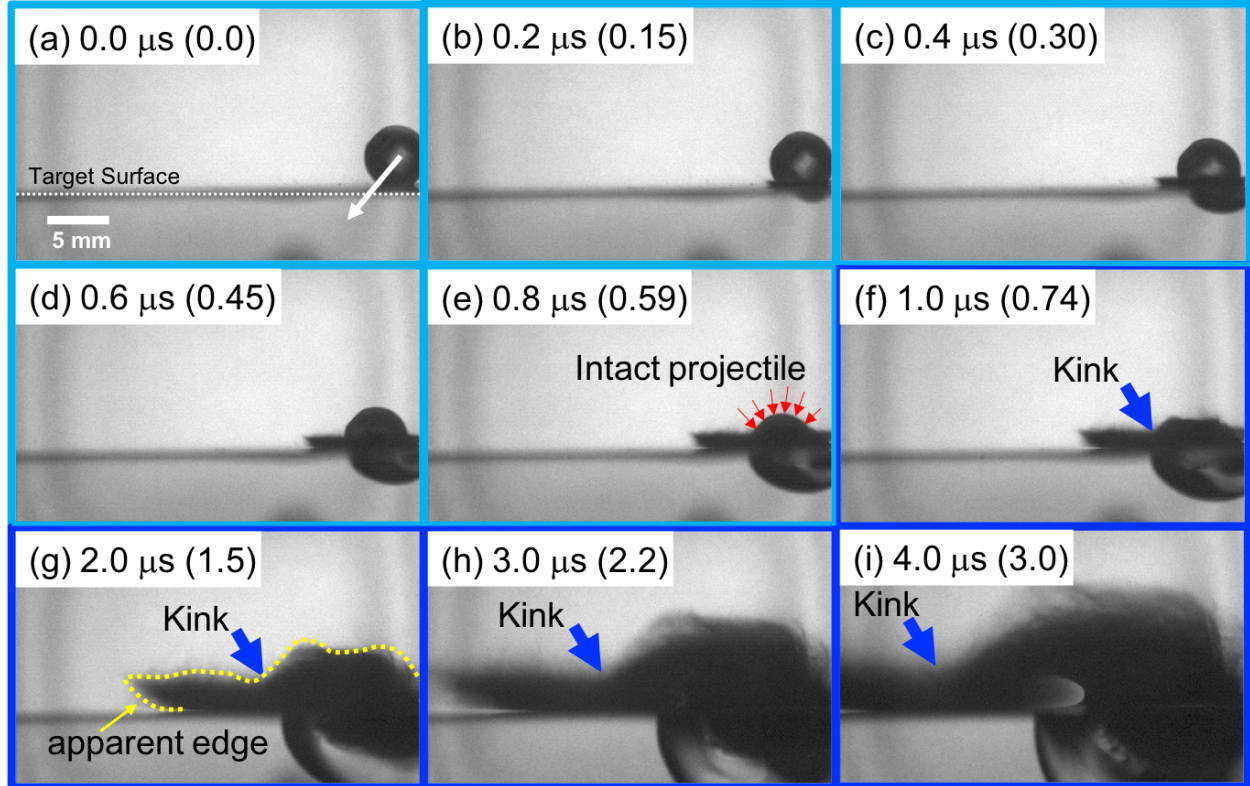 (a) 0.0 μs (0.0)
(b) 0.2 μs (0.15)
(c) 0.4 μs (0.30)
Target Surface
5 mm
(d) 0.6 μs (0.45)
(e) 0.8 μs (0.59)
(f) 1.0 μs (0.74)
Intact projectile
Kink
(g) 2.0 μs (1.5)
(h) 3.0 μs (2.2)
(i) 4.0 μs (3.0)
Kink
Kink
Kink
apparent edge